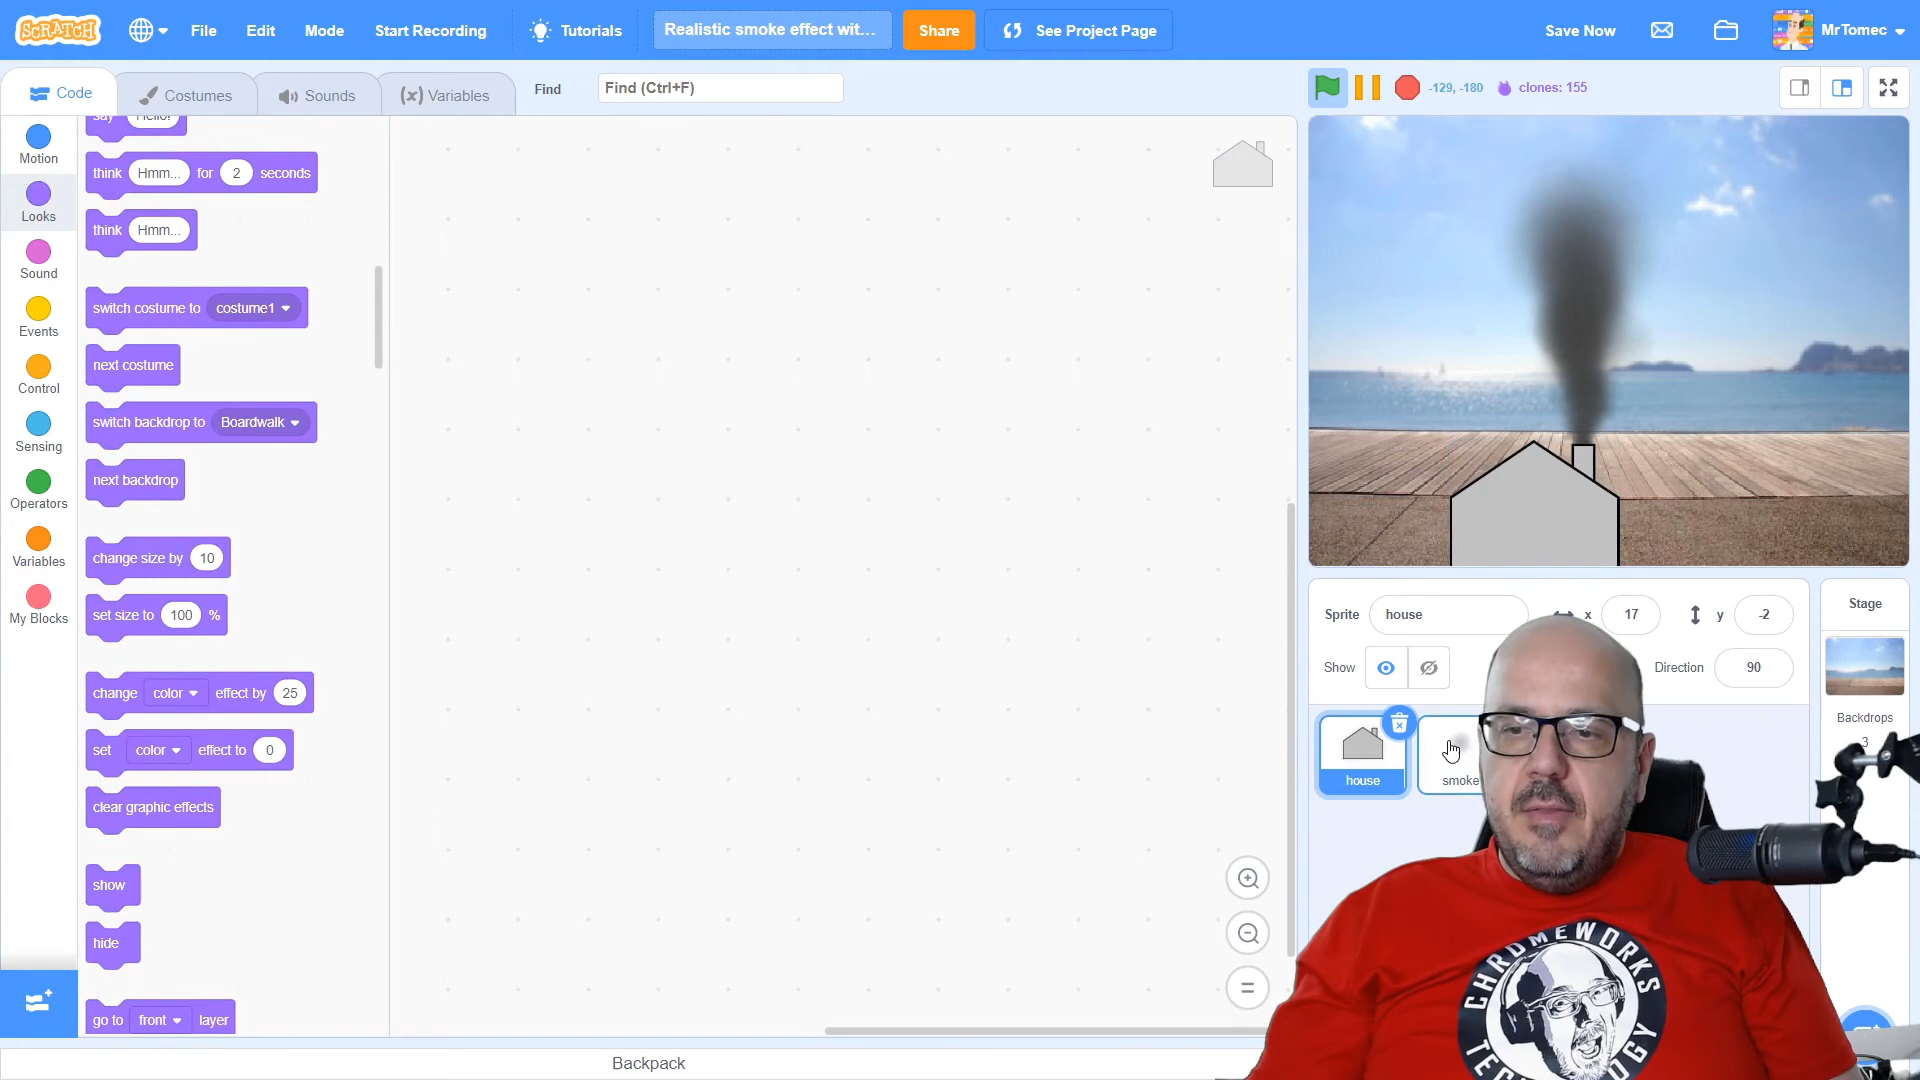 SCRATCH
File
Edit
Mode
Start Recording
Tutorials
Realistic smoke effect wit...
Share
See Project Page
Save Now
MrTomec
Code
Costumes
Sounds
(x) Variables
Find
Find (Ctrl+F)
-129, -180
clones: 155
Motion
Looks
Sound
Events
Control
Sensing
Operators
Variables
My Blocks
say Hello!
think Hmm... for 2 seconds
think Hmm...
switch costume to costume1
next costume
switch backdrop to Boardwalk
next backdrop
change size by 10
set size to 100 %
change color effect by 25
set color effect to 0
clear graphic effects
show
hide
go to front layer
Sprite house x 17 y -2
Show Direction 90
house
smoke
Stage
Backdrops
3
CHROMEWORKS
Backpack